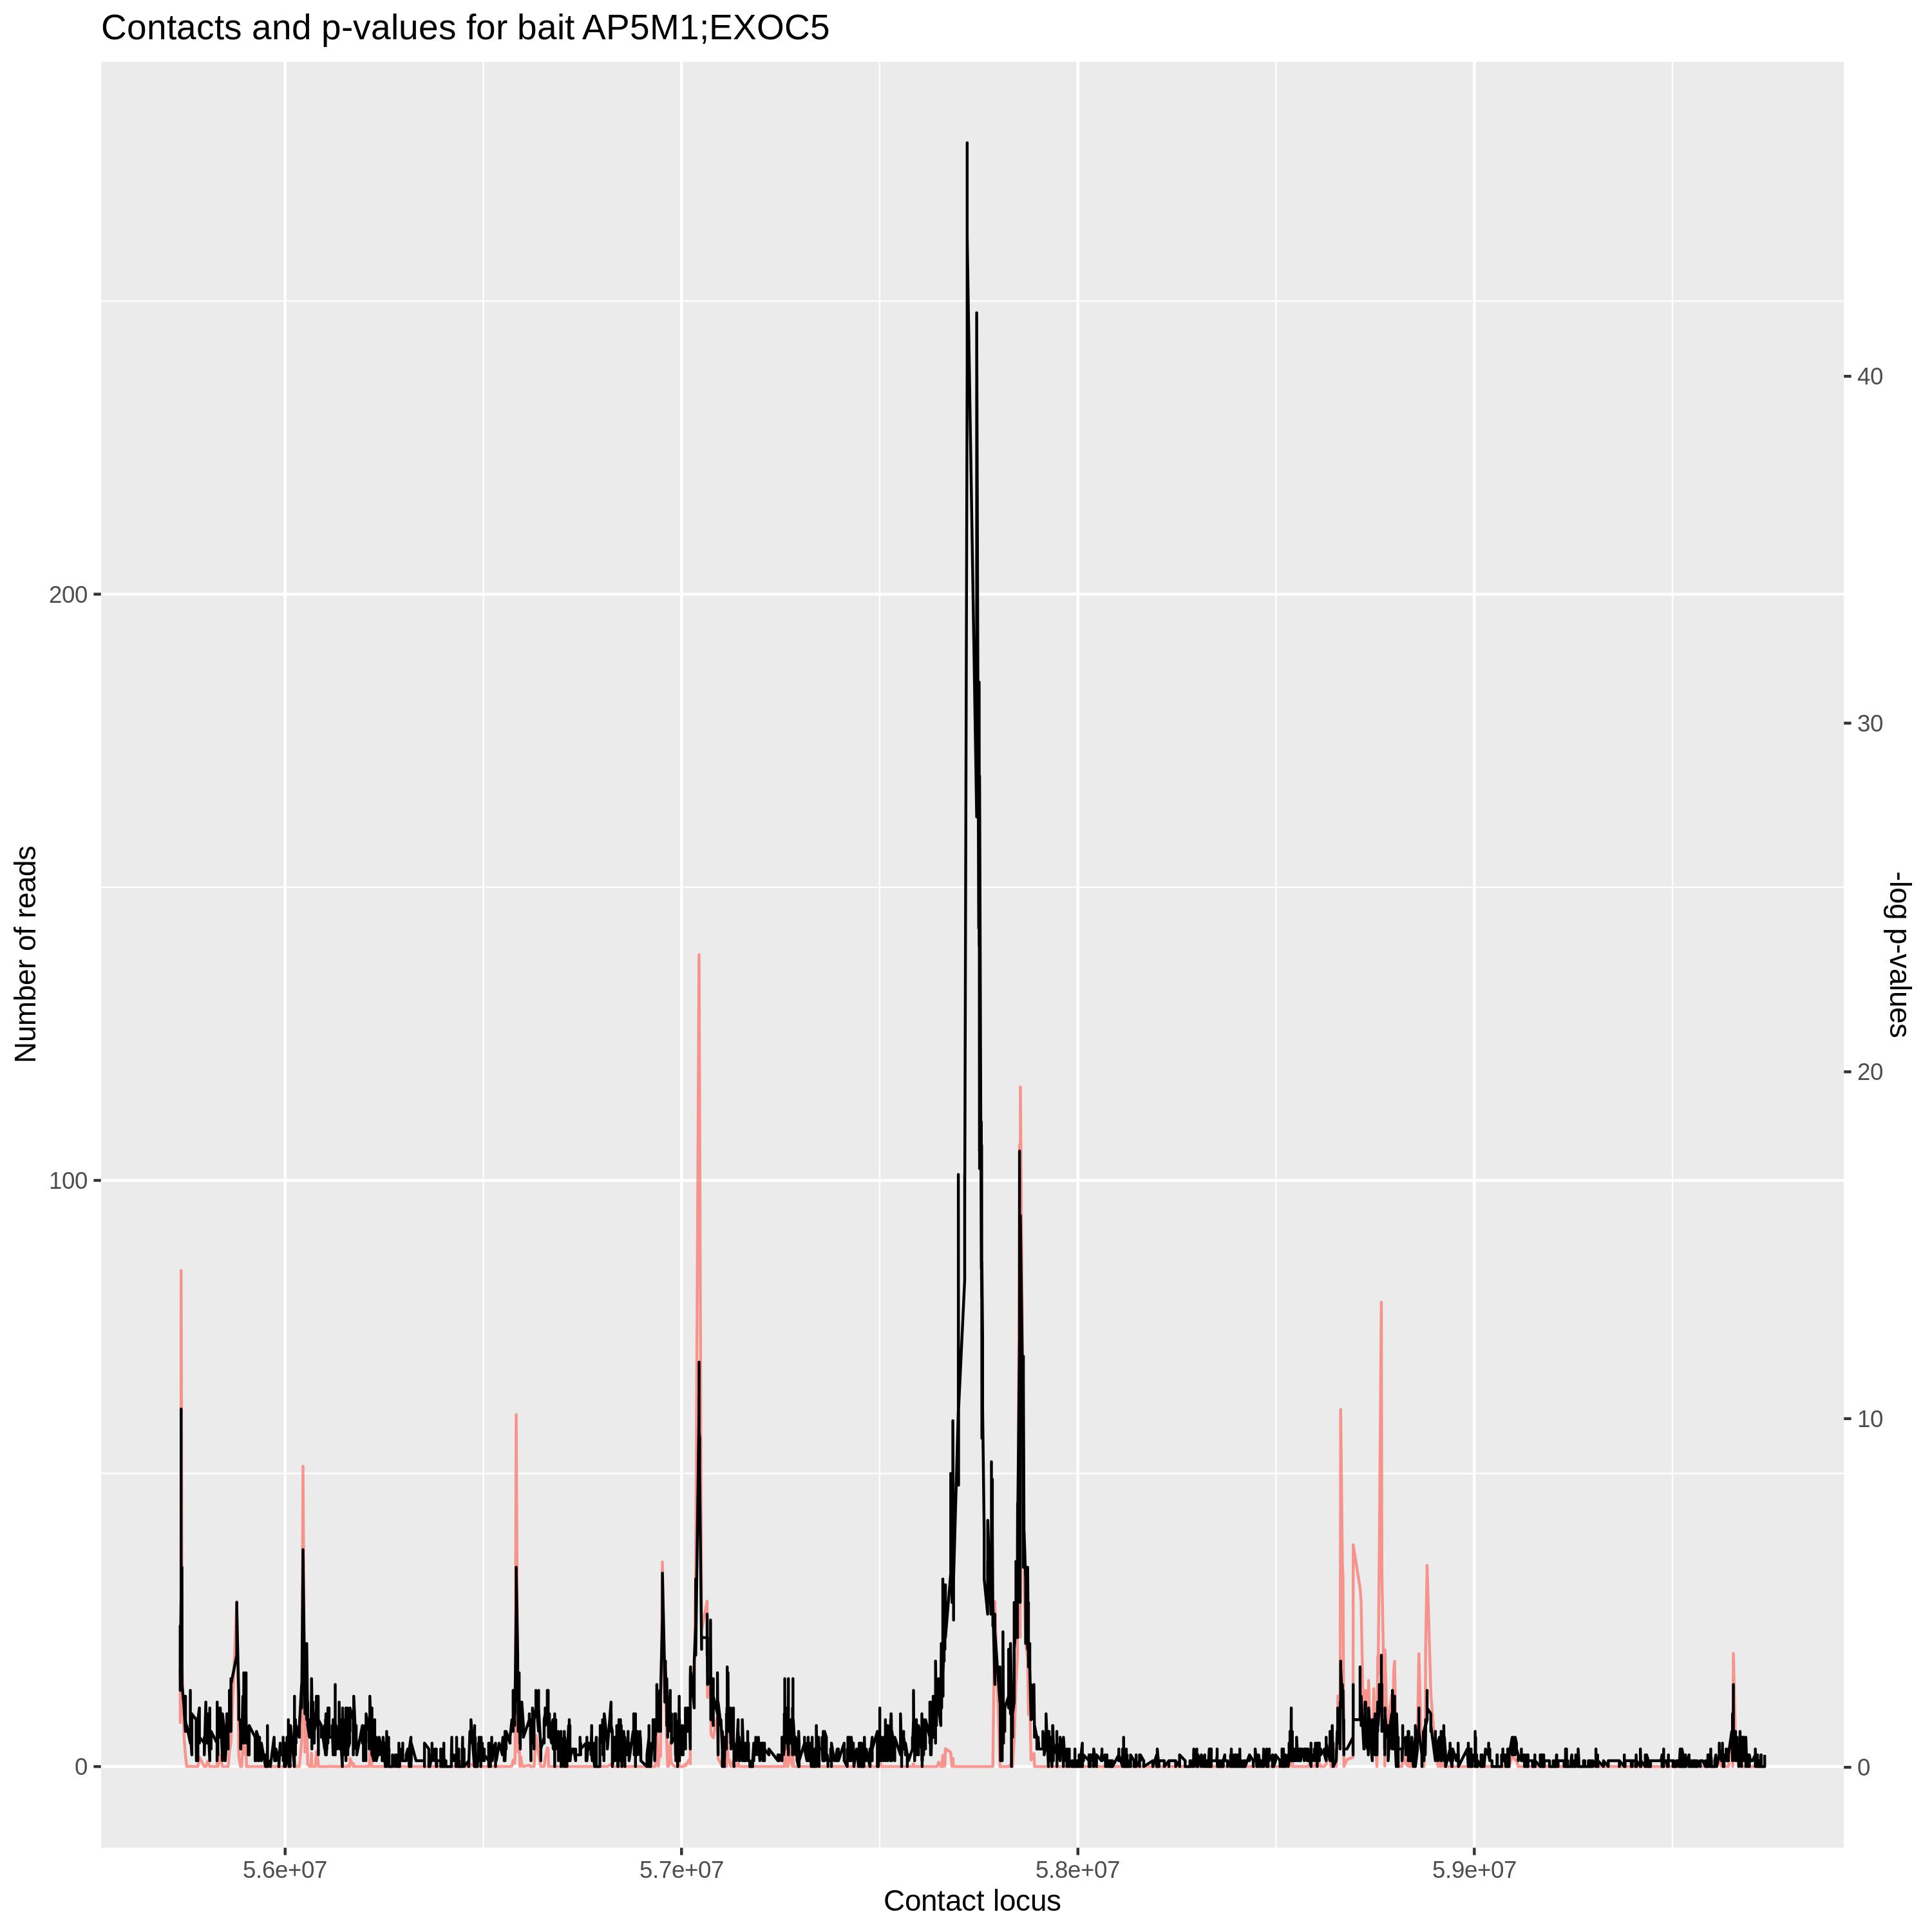 Contacts and p-values for bait AP5M1;EXOC5
Number of reads
200
100
0
40
30
20
10
0
-log p-values
5.6e+07
5.7e+07
5.8e+07
5.9e+07
Contact locus